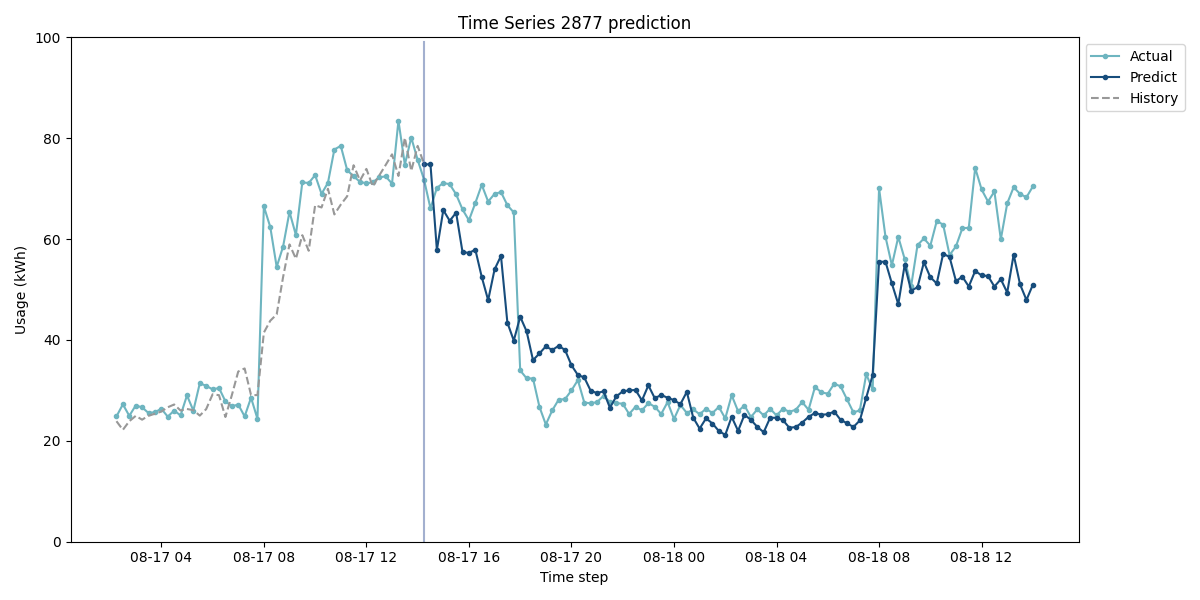 Time Series 2877 prediction
100
80
60
40
20
0
Usage (kWh)
08-17 04
08-17 08
08-17 12
08-17 16
08-17 20
08-18 00
08-18 04
08-18 08
08-18 12
Time step
Actual
Predict
History